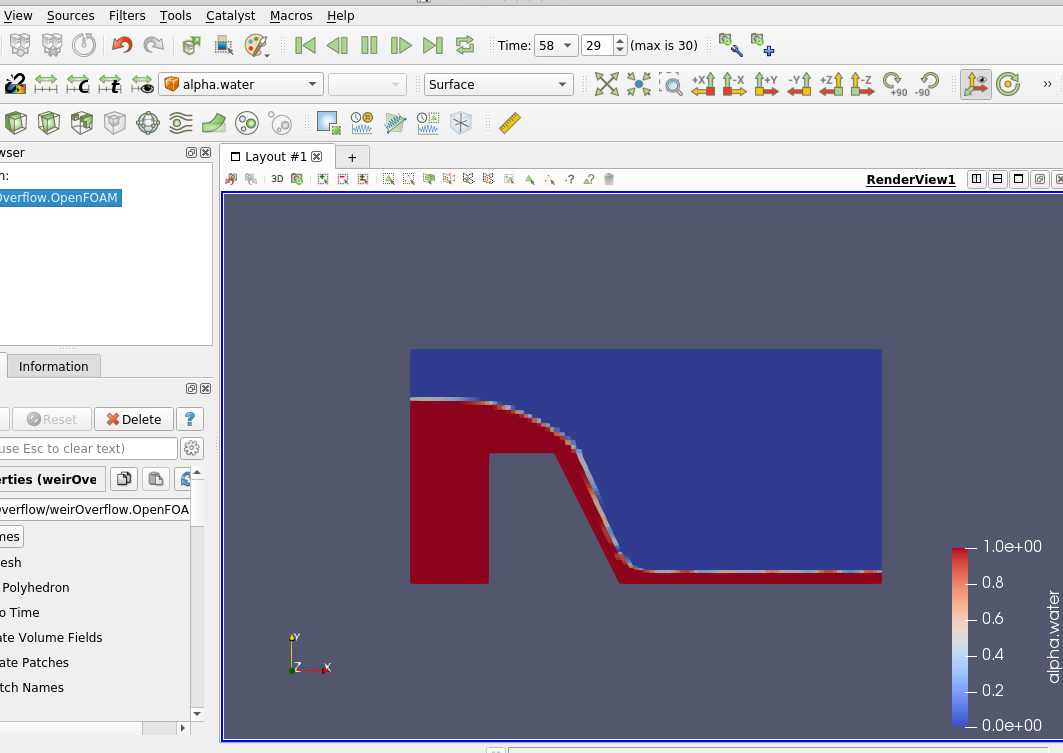 View Sources Filters Tools Catalyst Macros Help
Time: 58 29 (max is 30)
C t alpha.water Surface +X -X +Y -Y +Z -Z +90 -90 »
wser
Layout #1 +
n:
3D ? ? RenderView1
Overflow.OpenFOAM
Information
Reset Delete ?
use Esc to clear text)
erties (weirOve
Overflow/weirOverflow.OpenFOA
mes
esh
Polyhedron
o Time
ate Volume Fields
ate Patches
tch Names
Y
Z X
1.0e+00
0.8
0.6
0.4
0.2
0.0e+00
alpha.water